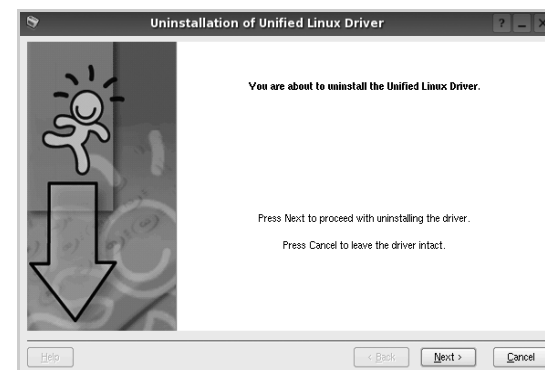 Uninstallation of Unified Linux Driver
You are about to uninstall the Unified Linux Driver.
Press Next to proceed with uninstalling the driver.
Press Cancel to leave the driver intact.
Help
< Back
Next >
Cancel